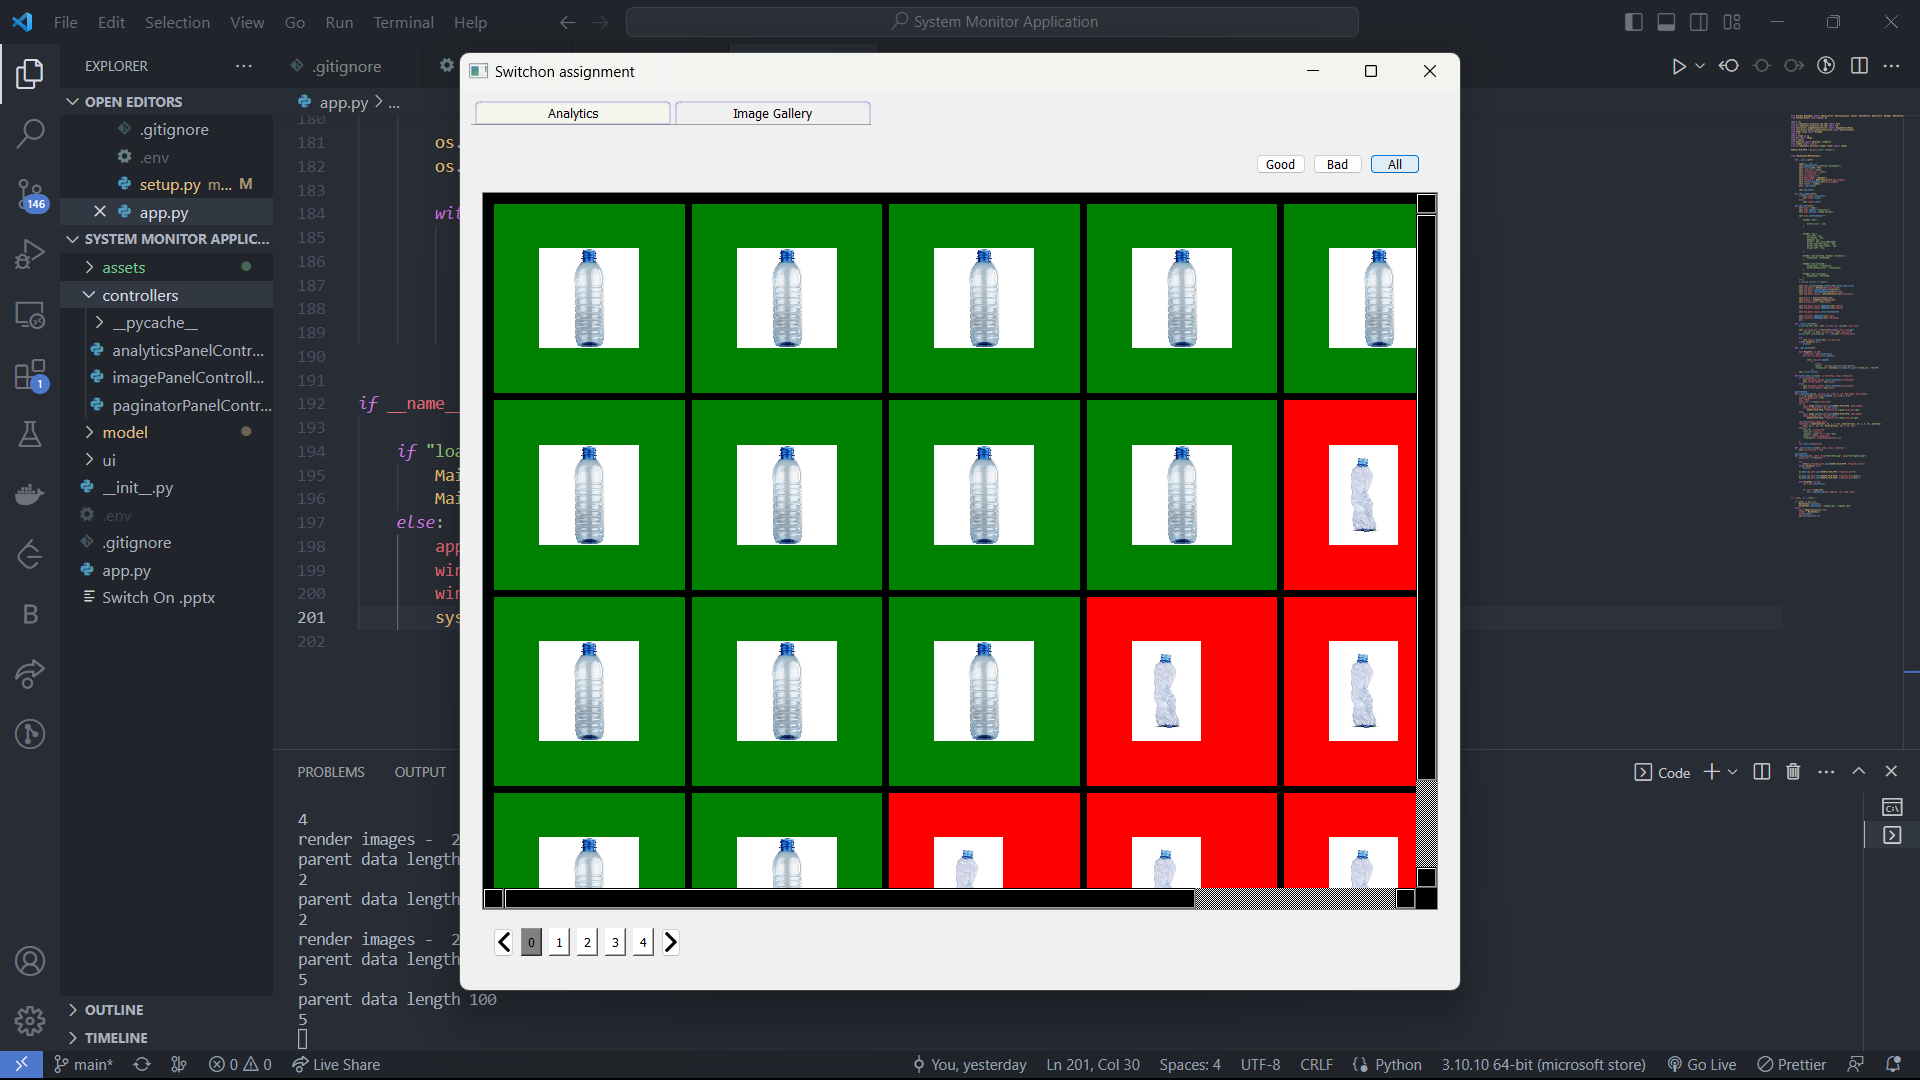 File Edit Selection View Go Run Terminal Help
System Monitor Application
EXPLORER
OPEN EDITORS
.gitignore
.env
setup.py m... M
app.py
SYSTEM MONITOR APPLIC...
assets
controllers
__pycache__
analyticsPanelContr...
imagePanelControll...
paginatorPanelContr...
model
ui
__init__.py
.env
.gitignore
app.py
Switch On .pptx
OUTLINE
TIMELINE
146
1
.gitignore
app.py > ...
180
181 os.
182 os.
183
184 wit
185
186
187
188
189
190
191
192 if __name__
193
194 if "loa
195 Mai
196 Mai
197 else:
198 app
199 win
200 win
201 sys
202
Switchon assignment
Analytics
Image Gallery
Good
Bad
All
0 1 2 3 4
PROBLEMS OUTPUT
Code
4
render images - 2
parent data length
2
parent data length
2
render images - 2
parent data length
5
parent data length 100
5
main* 0 0 Live Share
You, yesterday Ln 201, Col 30 Spaces: 4 UTF-8 CRLF Python 3.10.10 64-bit (microsoft store) Go Live Prettier